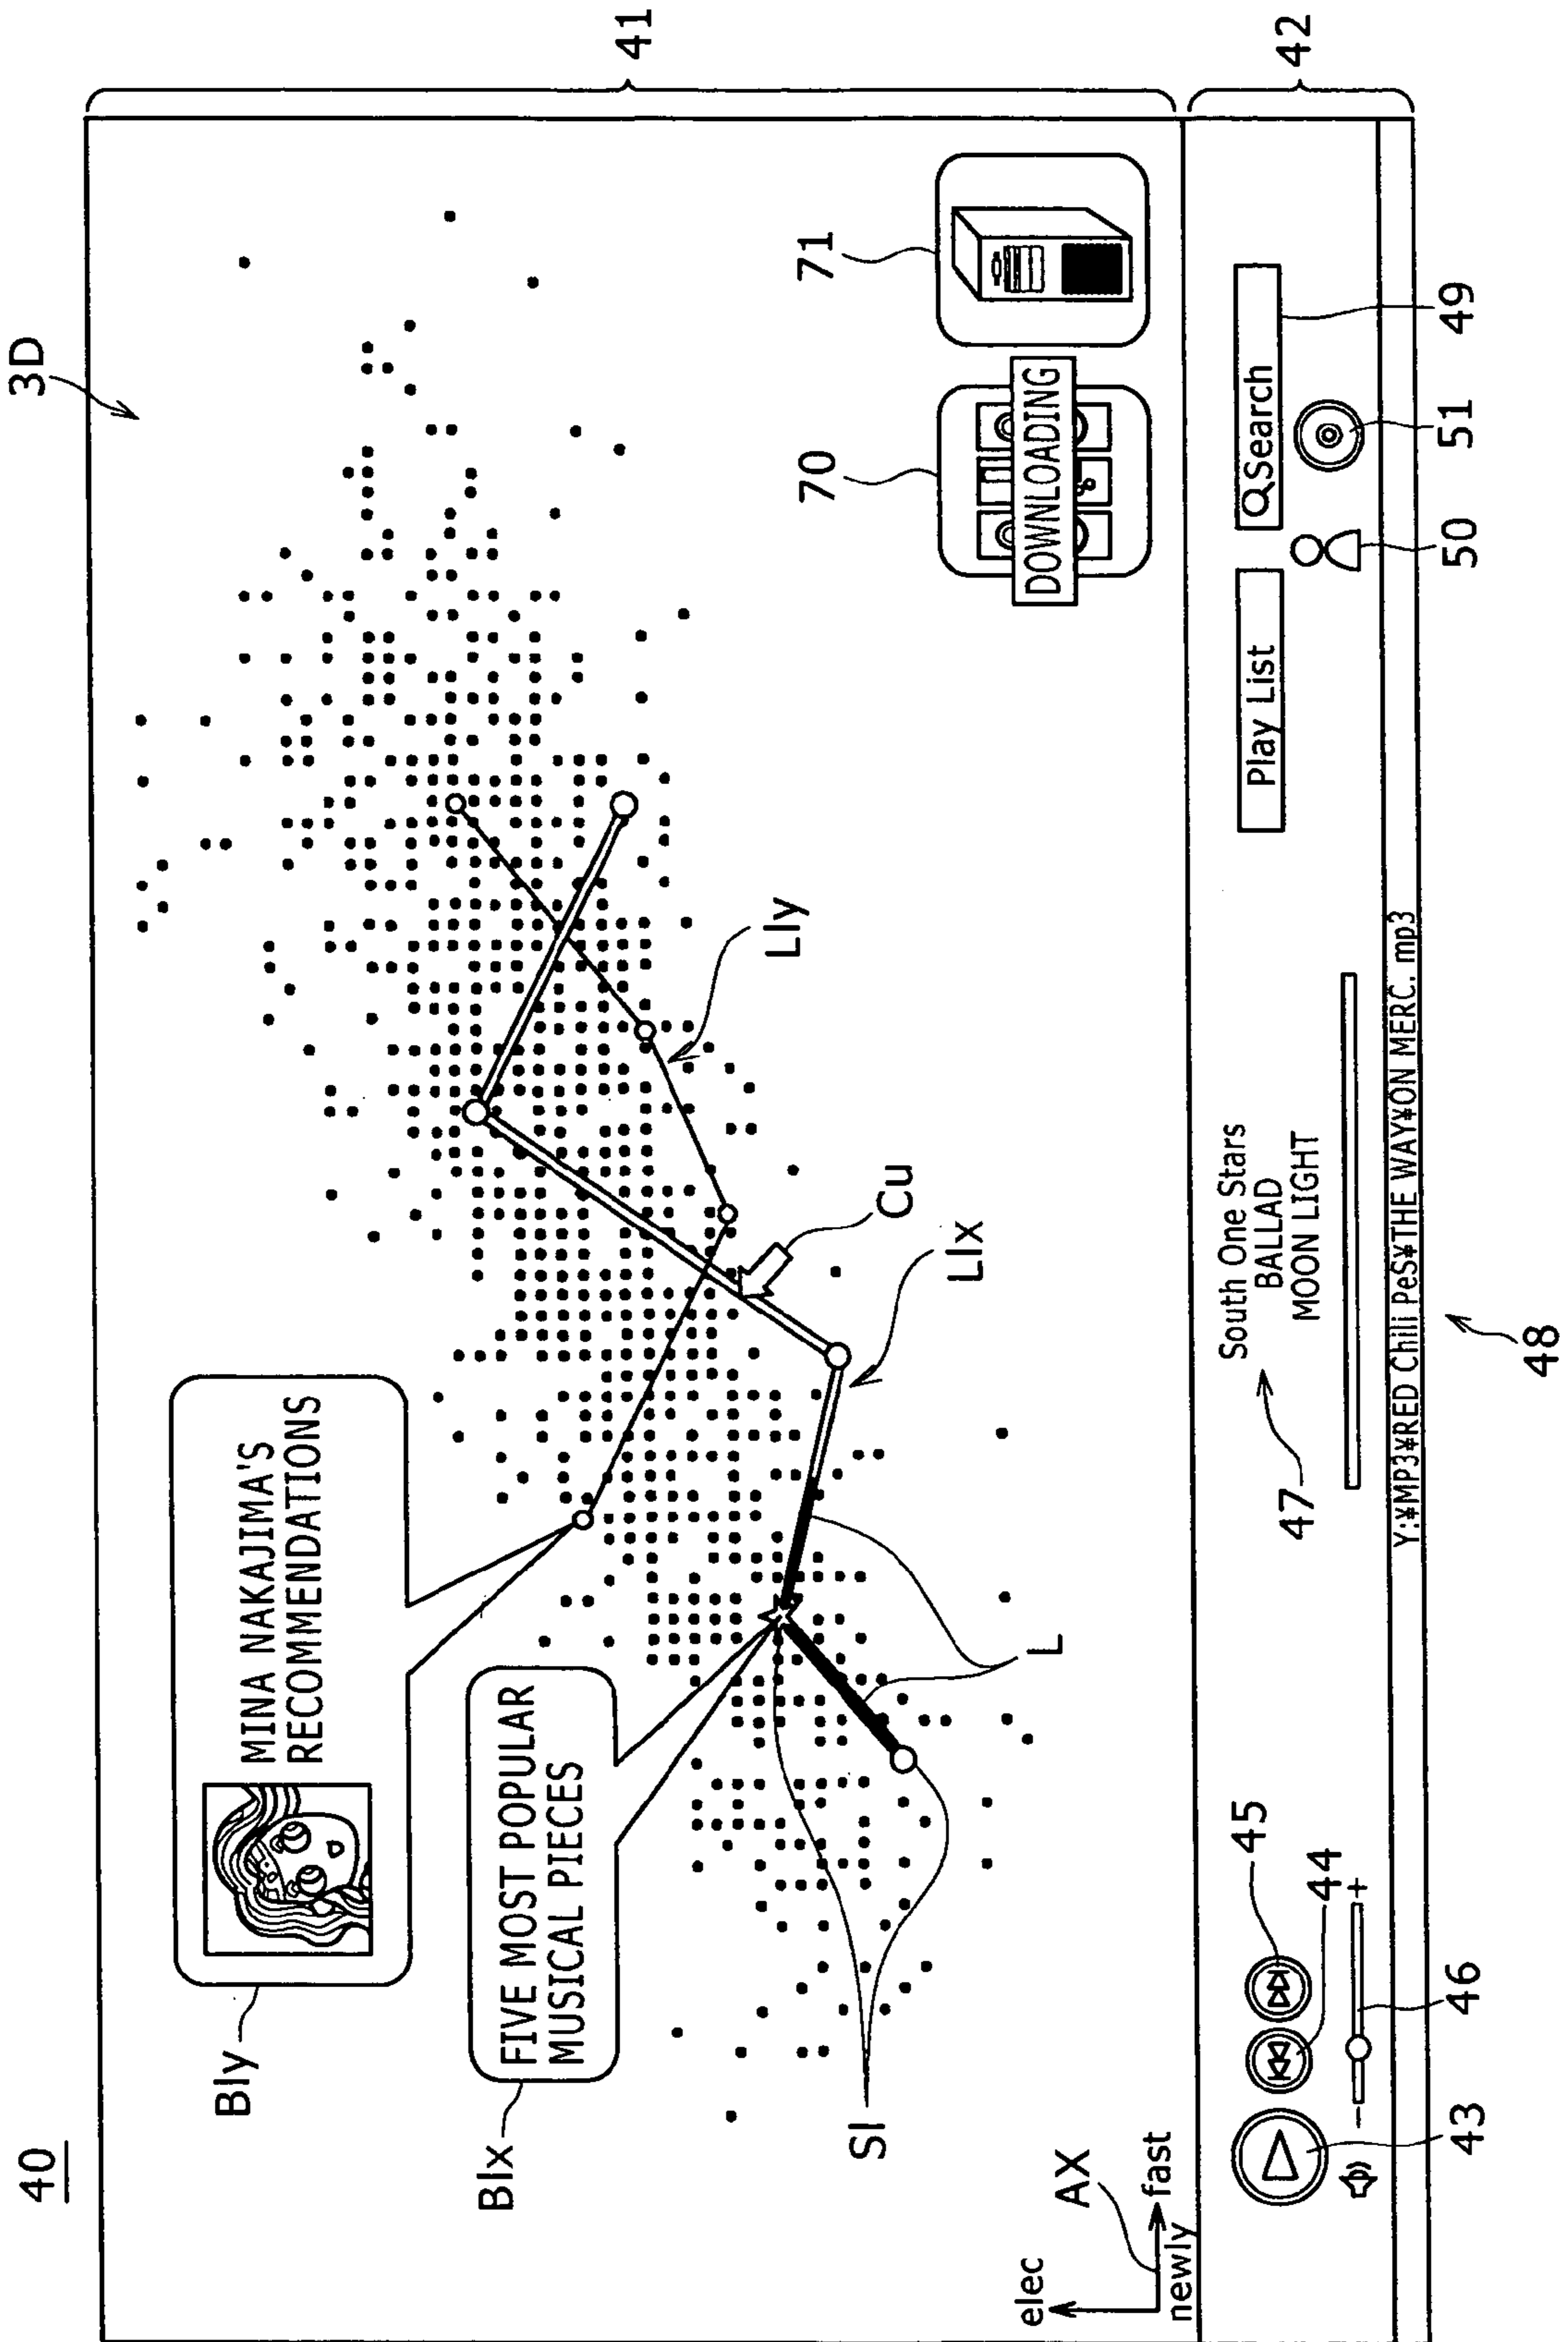 40
3D
41
42
BIy
MINA NAKAJIMA'S
RECOMMENDATIONS
BIx
FIVE MOST POPULAR
MUSICAL PIECES
LIy
Cu
LIx
L
SI
70
71
DOWNLOADING
AX
elec
fast
newly
43
44
45
46
- +
47
South One Stars
BALLAD
MOON LIGHT
Play List
Search
49
50
51
Y:¥MP3¥RED Chili PeS¥THE WAY¥ON MERC. mp3
48